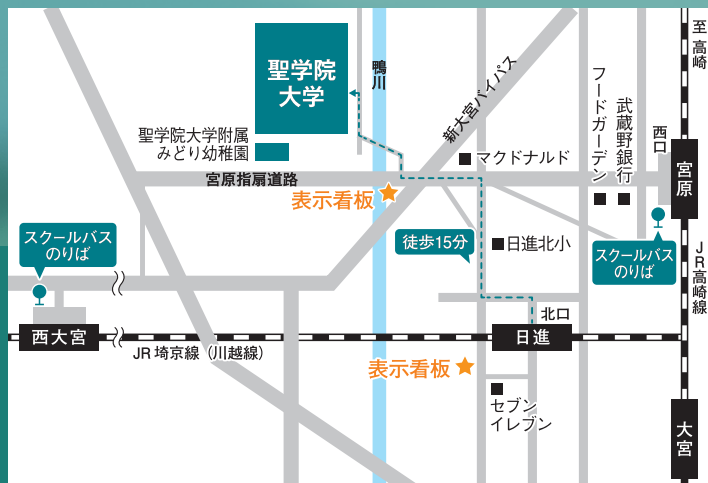 至高崎
聖学院
大学
鴨川
新大宮バイパス
フードガーデン
武蔵野銀行
西口
宮原
聖学院大学附属
みどり幼稚園
マクドナルド
宮原指扇道路
表示看板
スクールバス
のりば
徒歩15分
日進北小
スクールバス
のりば
JR高崎線
北口
西大宮
日進
JR 埼京線（川越線）
表示看板
セブン
イレブン
大宮